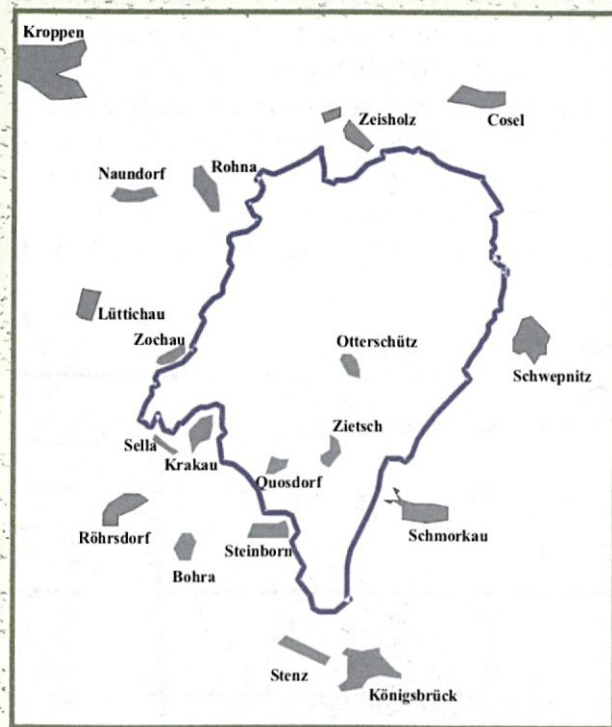 Kroppen
Zeisholz
Cosel
Naundorf
Rohna
Lüttichau
Zochau
Otterschütz
Schwepnitz
Sella
Krakau
Zietsch
Quosdorf
Röhrsdorf
Steinborn
Schmorkau
Bohra
Stenz
Königsbrück